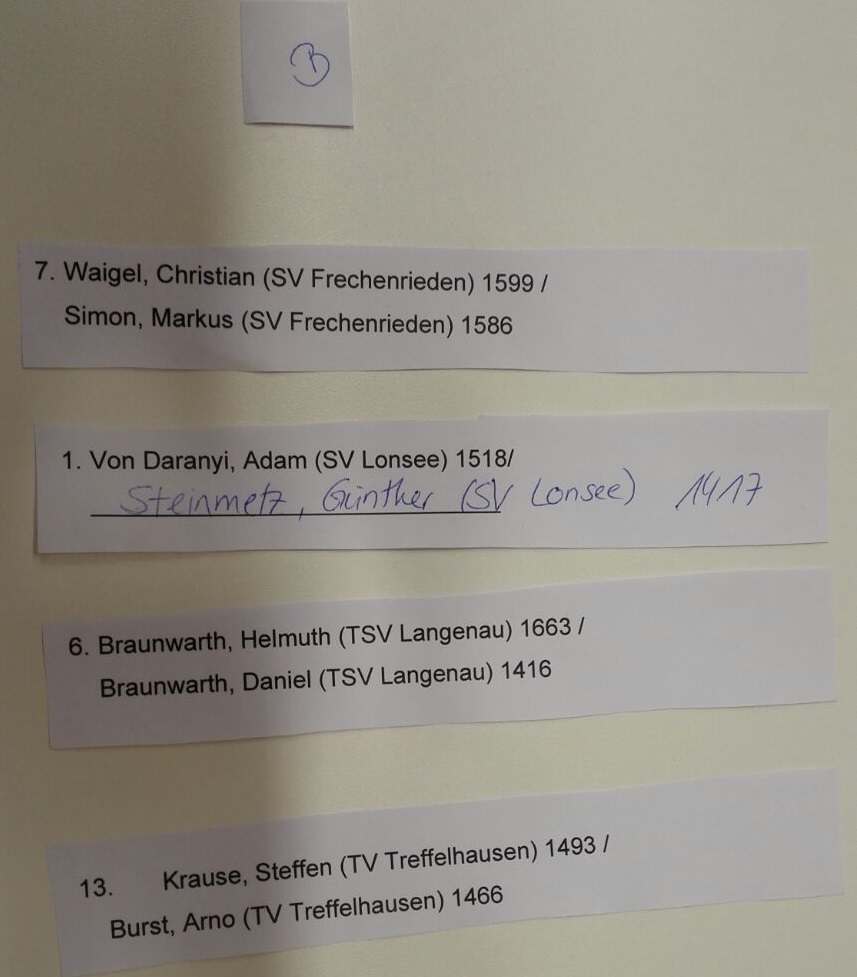 B
7. Waigel, Christian (SV Frechenrieden) 1599 /
Simon, Markus (SV Frechenrieden) 1586
1. Von Daranyi, Adam (SV Lonsee) 1518/
Steinmetz, Günther (SV Lonsee) 1417
6. Braunwarth, Helmuth (TSV Langenau) 1663 /
Braunwarth, Daniel (TSV Langenau) 1416
13. Krause, Steffen (TV Treffelhausen) 1493 /
Burst, Arno (TV Treffelhausen) 1466